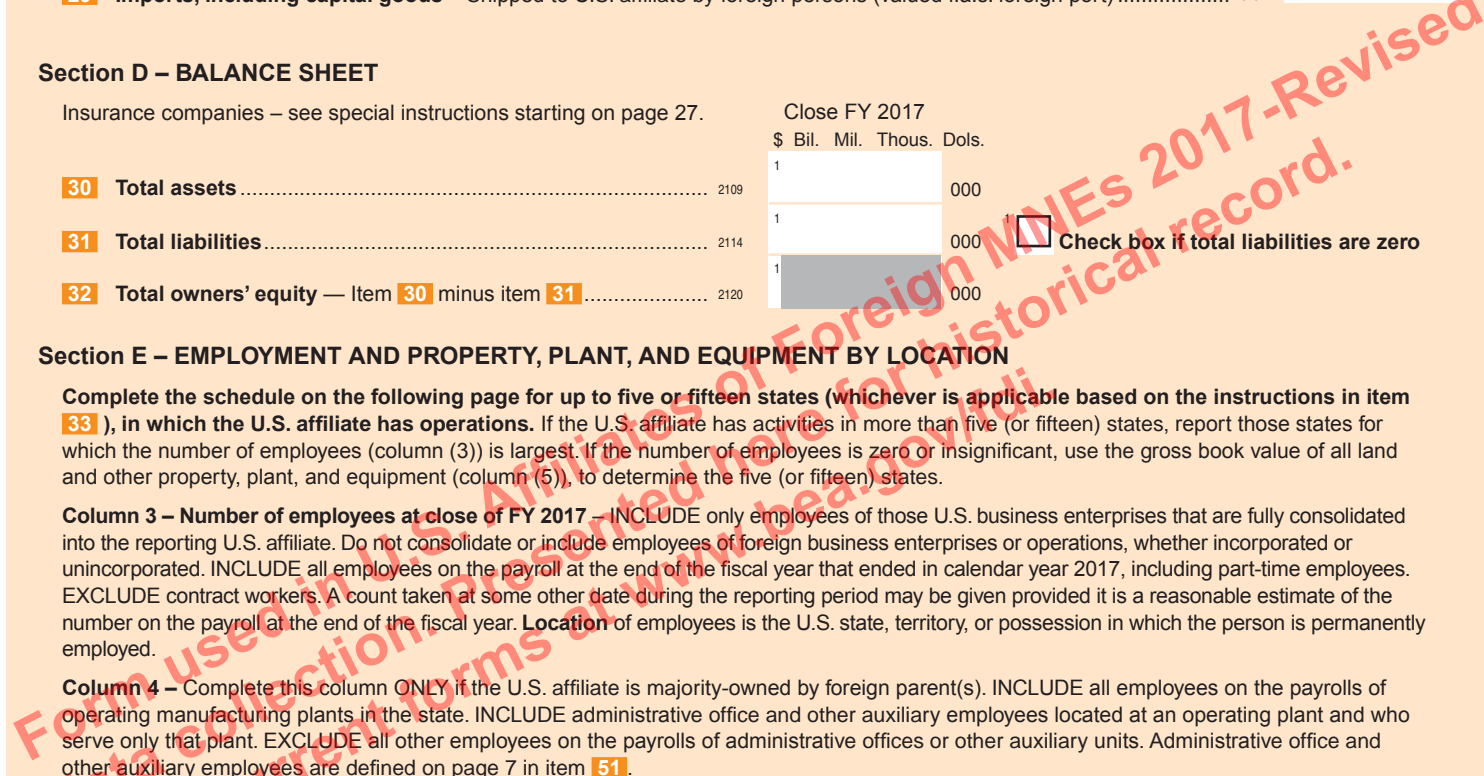 Imports, including capital goods – Shipped to U.S. affiliate by foreign persons (valued f.a.s. foreign port)
Section D – BALANCE SHEET
Insurance companies – see special instructions starting on page 27.
Close FY 2017
$ Bil. Mil. Thous. Dols.
30 Total assets 2109 1 000
31 Total liabilities 2114 1 000 1 Check box if total liabilities are zero
32 Total owners’ equity — Item 30 minus item 31 2120 1 000
Section E – EMPLOYMENT AND PROPERTY, PLANT, AND EQUIPMENT BY LOCATION
Complete the schedule on the following page for up to five or fifteen states (whichever is applicable based on the instructions in item
33 ), in which the U.S. affiliate has operations. If the U.S. affiliate has activities in more than five (or fifteen) states, report those states for
which the number of employees (column (3)) is largest. If the number of employees is zero or insignificant, use the gross book value of all land
and other property, plant, and equipment (column (5)), to determine the five (or fifteen) states.
Column 3 – Number of employees at close of FY 2017 – INCLUDE only employees of those U.S. business enterprises that are fully consolidated
into the reporting U.S. affiliate. Do not consolidate or include employees of foreign business enterprises or operations, whether incorporated or
unincorporated. INCLUDE all employees on the payroll at the end of the fiscal year that ended in calendar year 2017, including part-time employees.
EXCLUDE contract workers. A count taken at some other date during the reporting period may be given provided it is a reasonable estimate of the
number on the payroll at the end of the fiscal year. Location of employees is the U.S. state, territory, or possession in which the person is permanently
employed.
Column 4 – Complete this column ONLY if the U.S. affiliate is majority-owned by foreign parent(s). INCLUDE all employees on the payrolls of
operating manufacturing plants in the state. INCLUDE administrative office and other auxiliary employees located at an operating plant and who
serve only that plant. EXCLUDE all other employees on the payrolls of administrative offices or other auxiliary units. Administrative office and
other auxiliary employees are defined on page 7 in item 51 .
Form used in U.S. Affiliates of Foreign MNEs 2017-Revised
collection. Presented here for historical record.
forms at www.bea.gov/fdi.